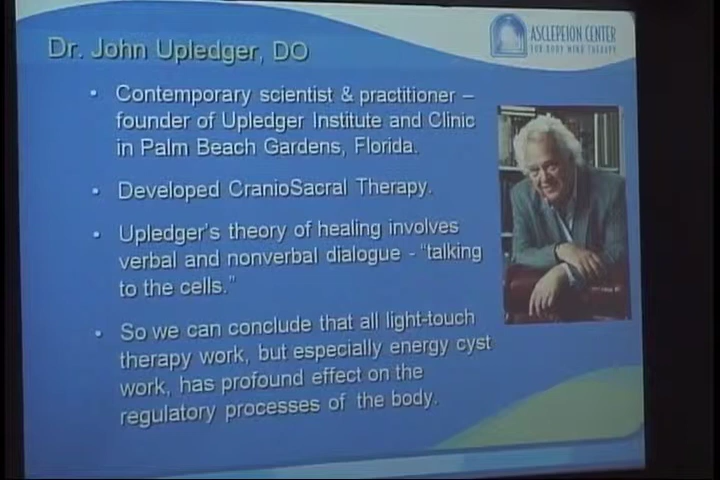 Dr. John Upledger, DO
ASCLEPEION CENTER
FOR BODY MIND THERAPY
• Contemporary scientist & practitioner –
founder of Upledger Institute and Clinic
in Palm Beach Gardens, Florida.
• Developed CranioSacral Therapy.
• Upledger's theory of healing involves
verbal and nonverbal dialogue - "talking
to the cells."
• So we can conclude that all light-touch
therapy work, but especially energy cyst
work, has profound effect on the
regulatory processes of the body.